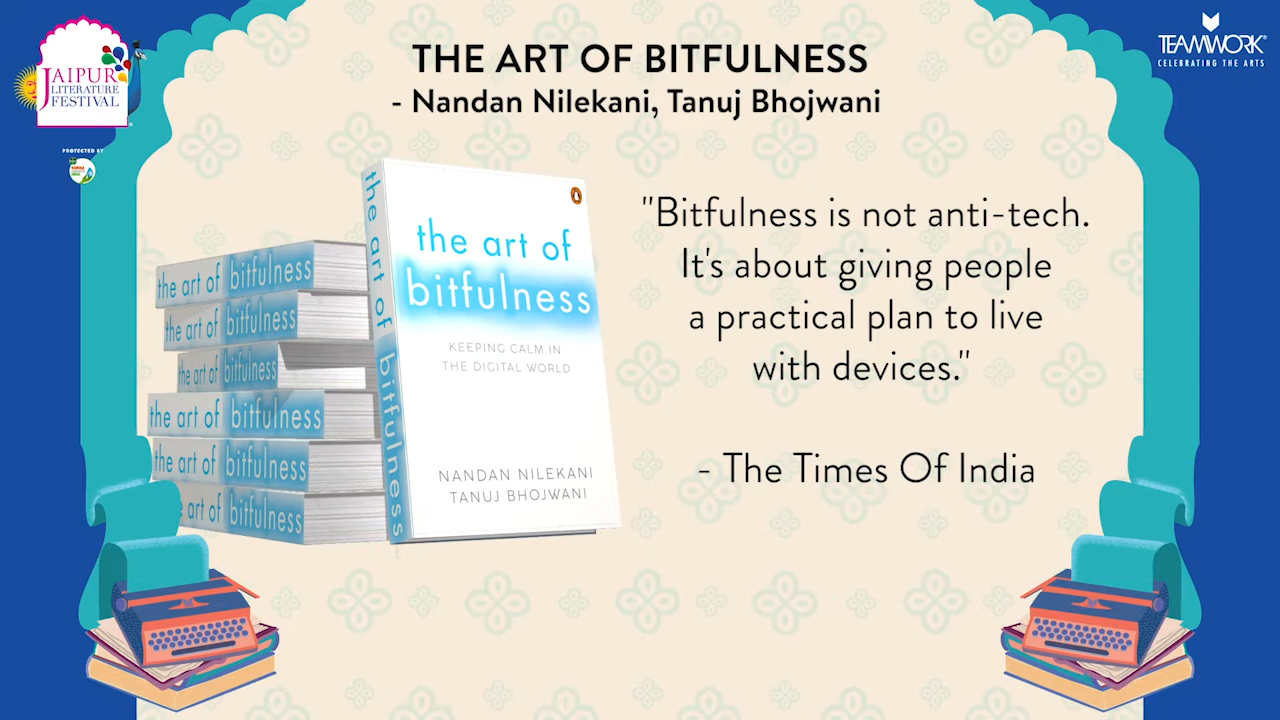 JAIPUR
LITERATURE
FESTIVAL
PROTECTED BY
TEAMWORK®
CELEBRATING THE ARTS
THE ART OF BITFULNESS
- Nandan Nilekani, Tanuj Bhojwani
the art of bitfulness
the art of bitfulness
the art of bitfulness
the art of bitfulness
the art of bitfulness
art of bitfulness
the art of bitfulness
the art of
bitfulness
KEEPING CALM IN
THE DIGITAL WORLD
NANDAN NILEKANI
TANUJ BHOJWANI
"Bitfulness is not anti-tech.
It's about giving people
a practical plan to live
with devices."
- The Times Of India